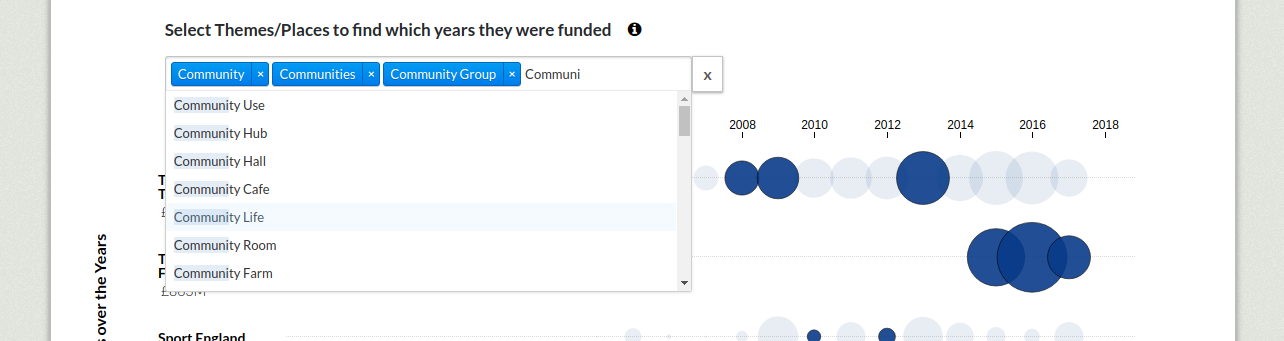 Select Themes/Places to find which years they were funded
Community × Communities × Community Group × Communi x
Community Use
Community Hub
Community Hall
Community Cafe
Community Life
Community Room
Community Farm
2008 2010 2012 2014 2016 2018
T
T
£
T
F
Sport England
over the Years